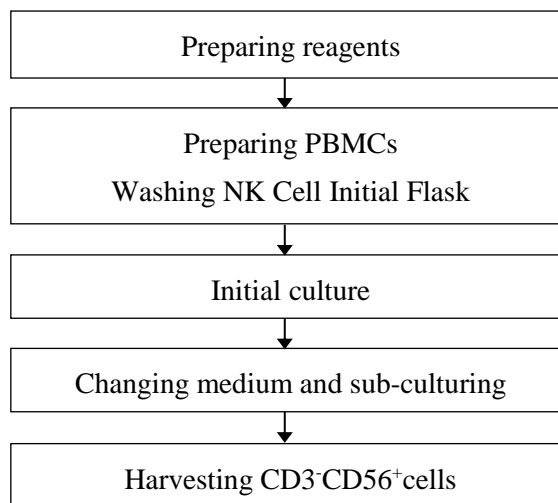 Preparing reagents
Preparing PBMCs
Washing NK Cell Initial Flask
Initial culture
Changing medium and sub-culturing
Harvesting CD3⁻CD56⁺cells